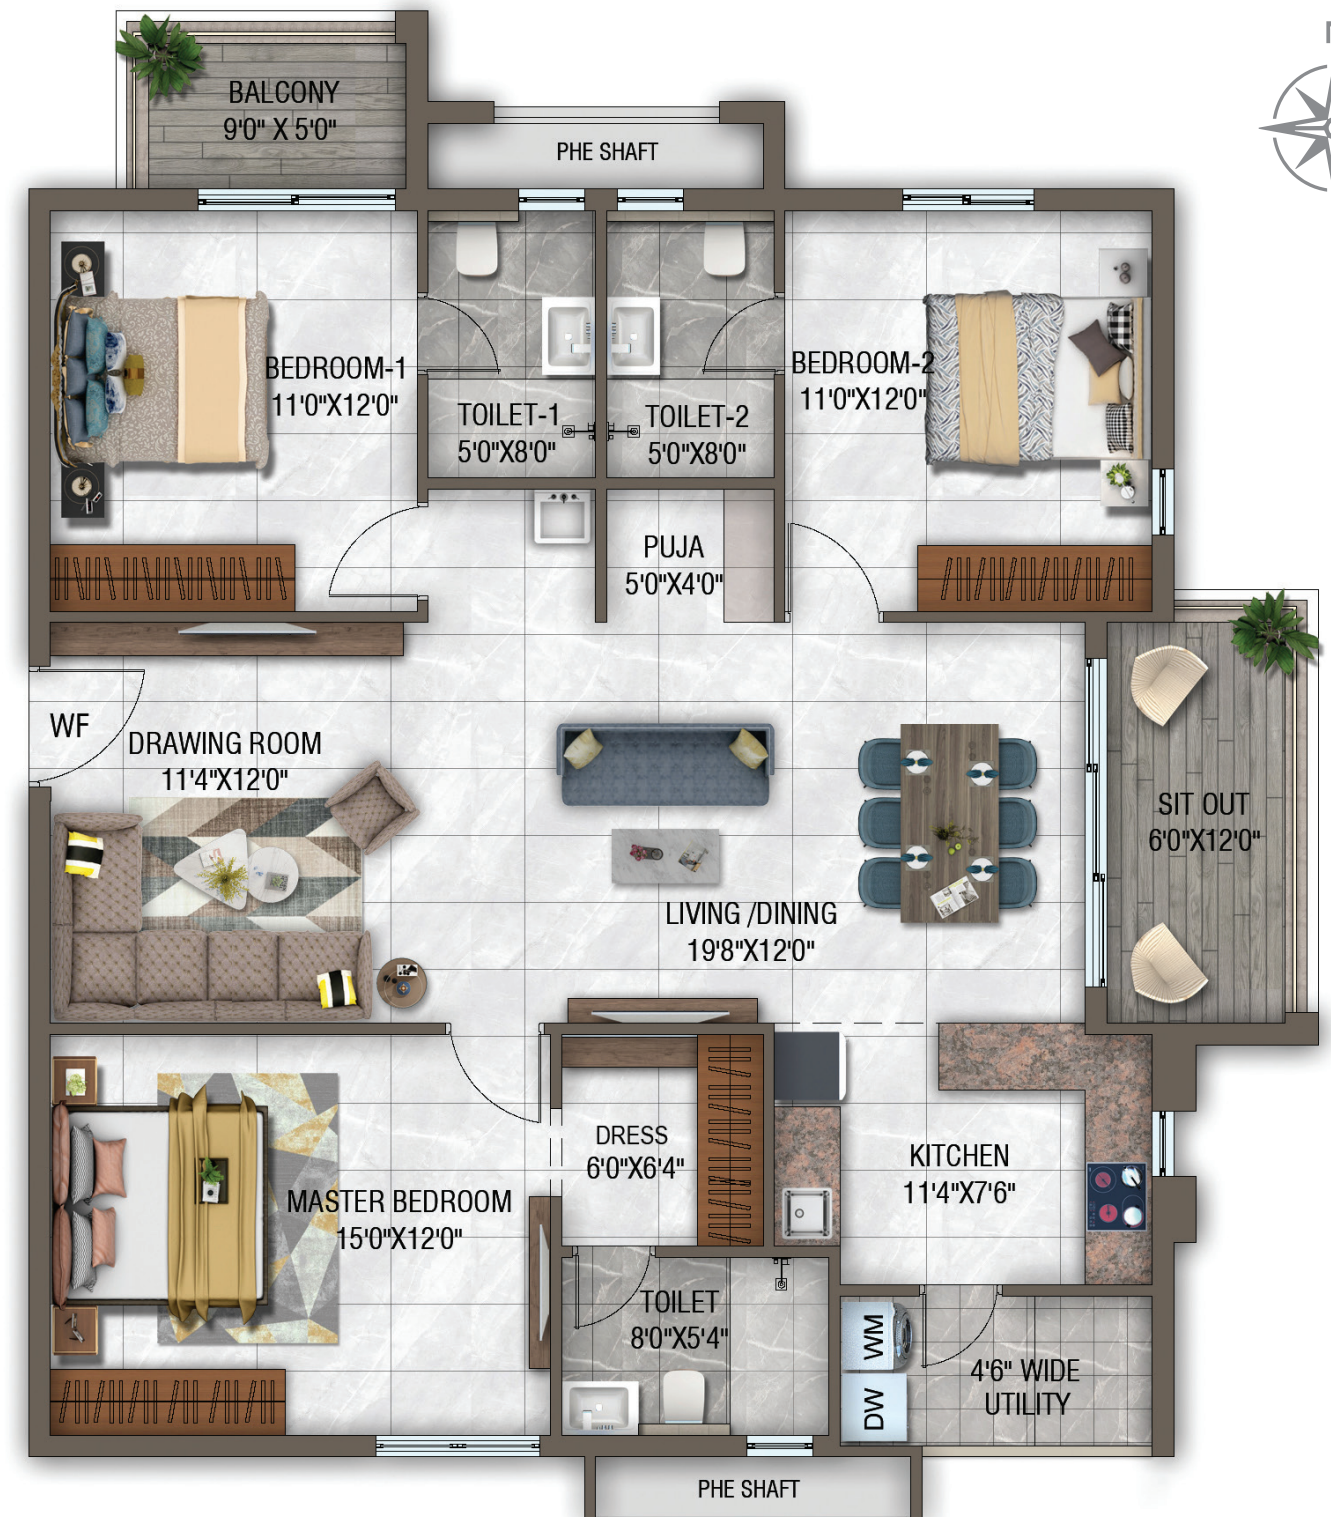 BALCONY
9'0" X 5'0"
PHE SHAFT
BEDROOM-1
11'0"X12'0"
TOILET-1
5'0"X8'0"
TOILET-2
5'0"X8'0"
BEDROOM-2
11'0"X12'0"
PUJA
5'0"X4'0"
WF
DRAWING ROOM
11'4"X12'0"
SIT OUT
6'0"X12'0"
LIVING /DINING
19'8"X12'0"
DRESS
6'0"X6'4"
KITCHEN
11'4"X7'6"
MASTER BEDROOM
15'0"X12'0"
TOILET
8'0"X5'4"
WM
DW
4'6" WIDE
UTILITY
PHE SHAFT